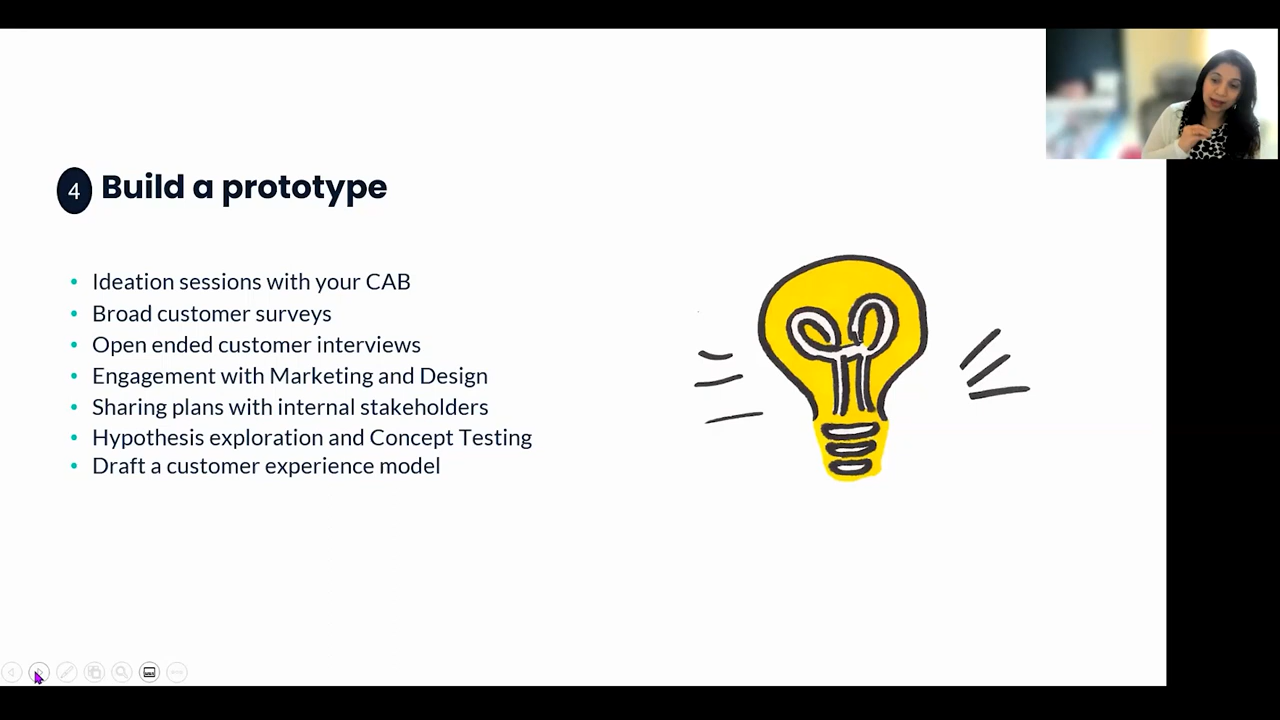 4 Build a prototype
• Ideation sessions with your CAB
• Broad customer surveys
• Open ended customer interviews
• Engagement with Marketing and Design
• Sharing plans with internal stakeholders
• Hypothesis exploration and Concept Testing
• Draft a customer experience model